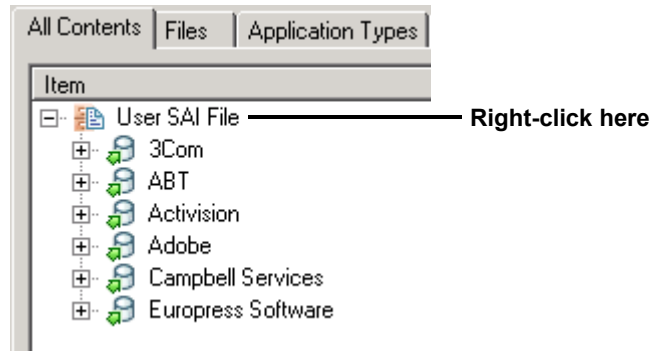 All Contents Files Application Types
Item
User SAI File Right-click here
3Com
ABT
Activision
Adobe
Campbell Services
Europress Software